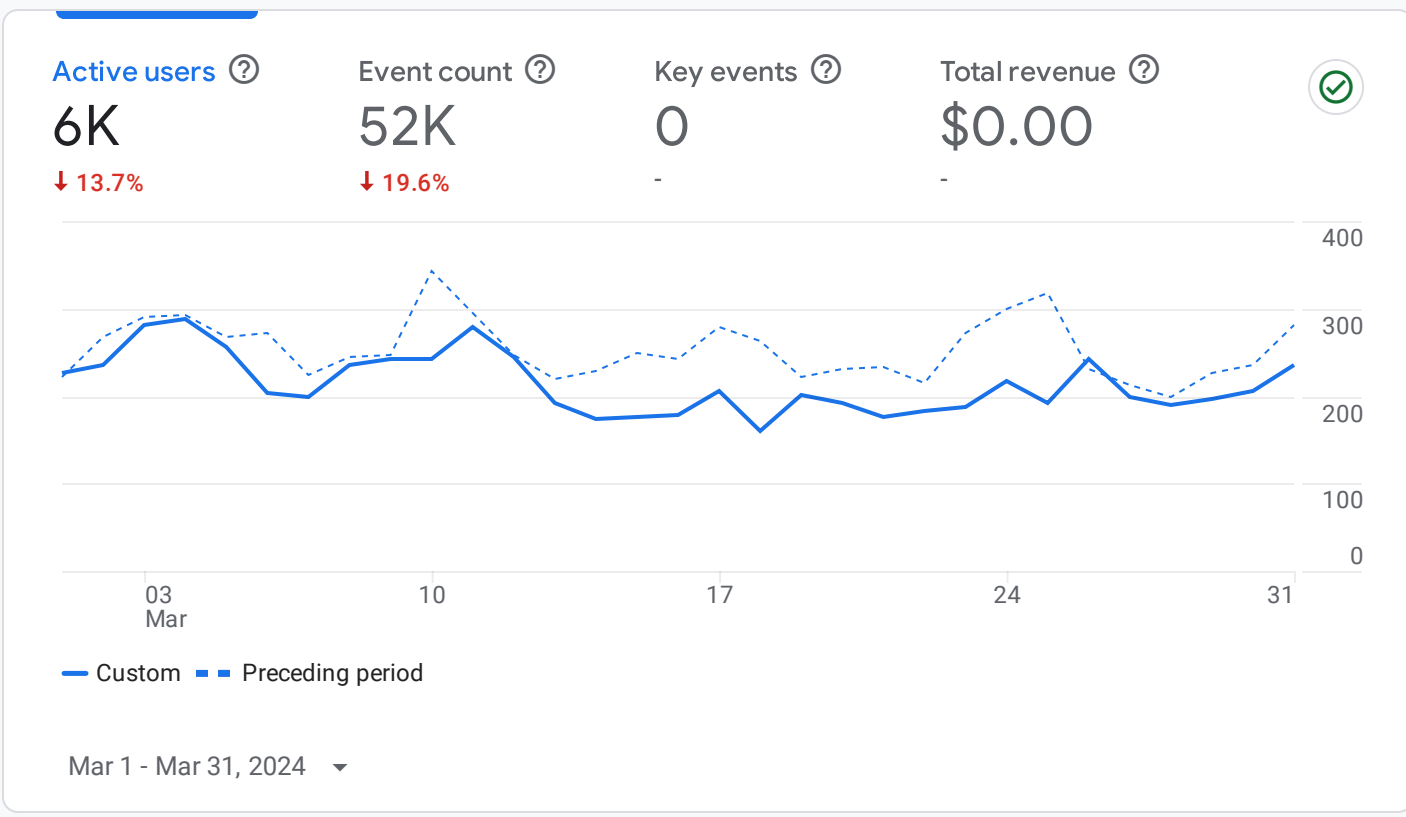 Active users
Event count
Key events
Total revenue
6K
52K
0
$0.00
13.7%
19.6%
-
-
400
300
200
100
0
03
Mar
10
17
24
31
Custom
Preceding period
Mar 1 - Mar 31, 2024